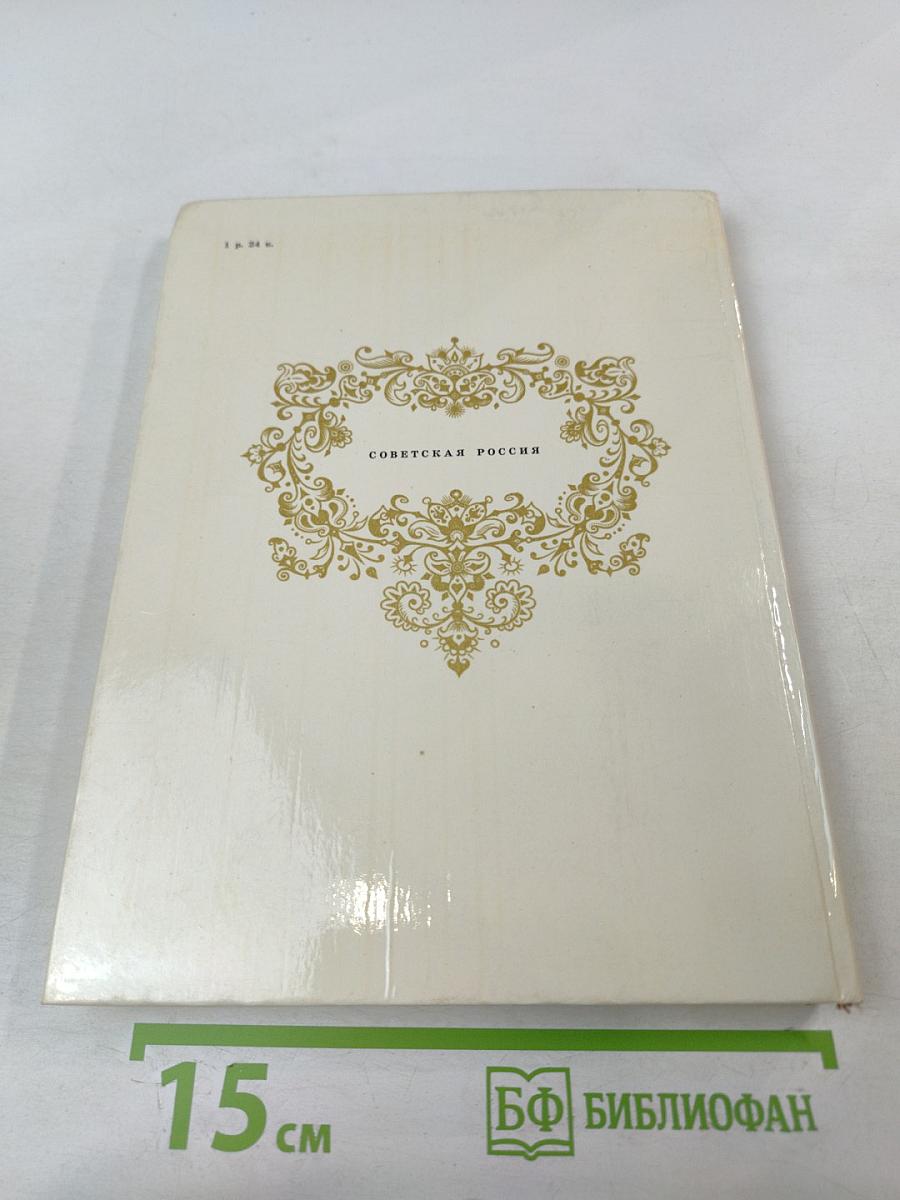 1 р. 24 к.
СОВЕТСКАЯ РОССИЯ
15 см
БФ БИБЛИОФАН